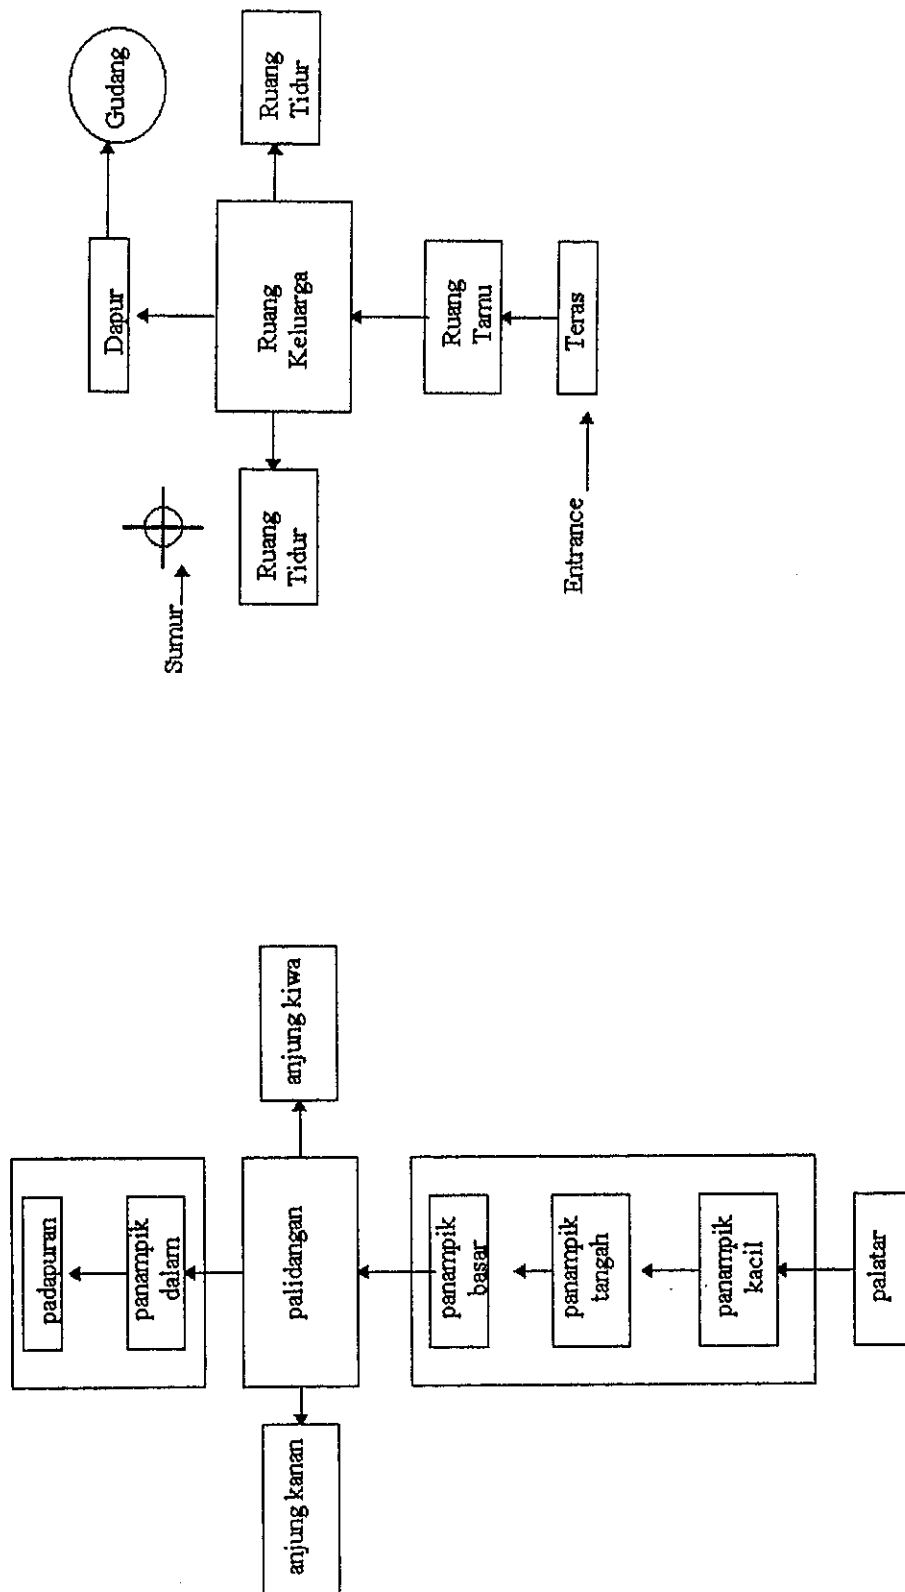 padapuran
panampik
dalam
anjung kanan
palidangan
anjung kiwa
panampik
basar
panampik
tangah
panampik
kacil
palatar
Gudang
Dapur
Sumur
Ruang
Tidur
Ruang
Keluarga
Ruang
Tidur
Ruang
Tamu
Teras
Entrance